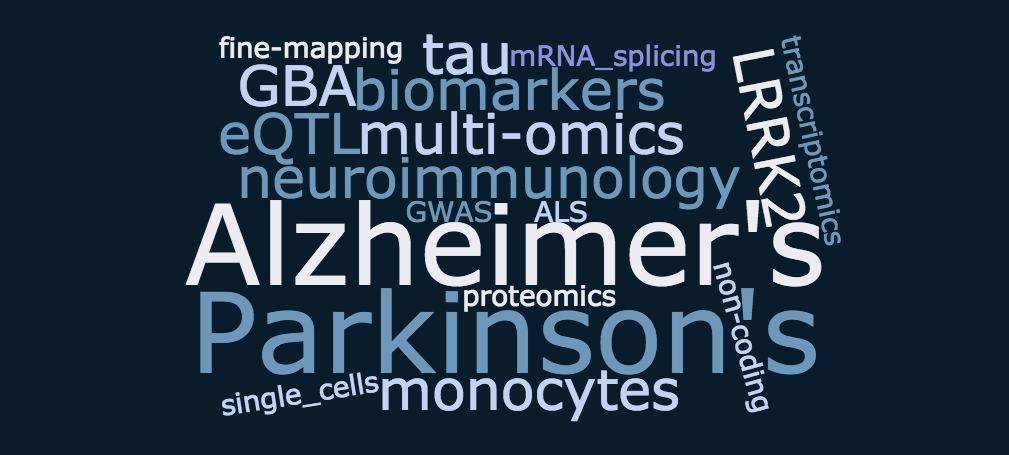 fine-mapping
tau
mRNA_splicing
transcriptomics
GBA
biomarkers
LRRK2
eQTL
multi-omics
neuroimmunology
GWAS
ALS
Alzheimer's
proteomics
non-coding
Parkinson's
single_cells
monocytes